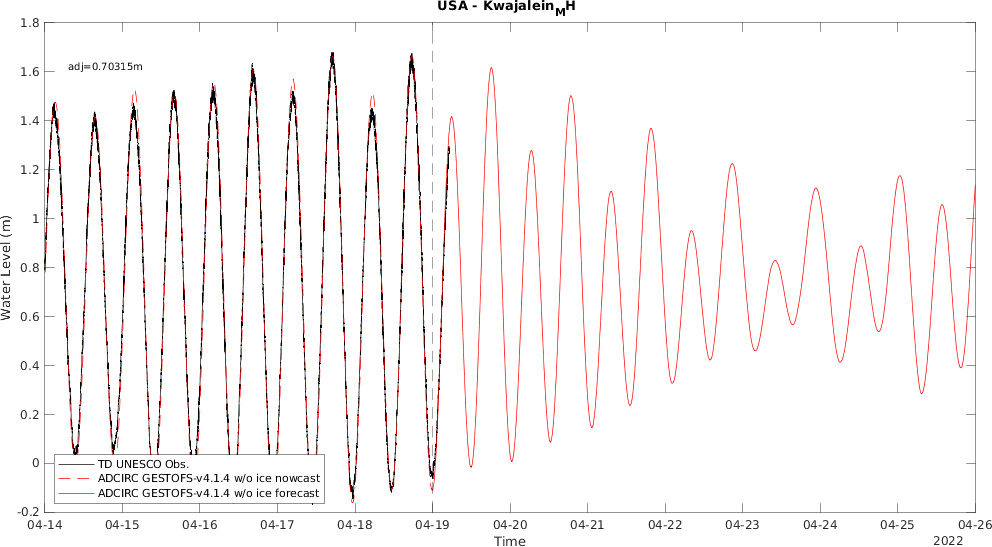 USA - KwajaleinMH
adj=0.70315m
1.8
1.6
1.4
1.2
1
0.8
0.6
0.4
0.2
0
-0.2
Water Level (m)
TD UNESCO Obs.
ADCIRC GESTOFS-v4.1.4 w/o ice nowcast
ADCIRC GESTOFS-v4.1.4 w/o ice forecast
04-14 04-15 04-16 04-17 04-18 04-19 04-20 04-21 04-22 04-23 04-24 04-25 04-26
Time
2022